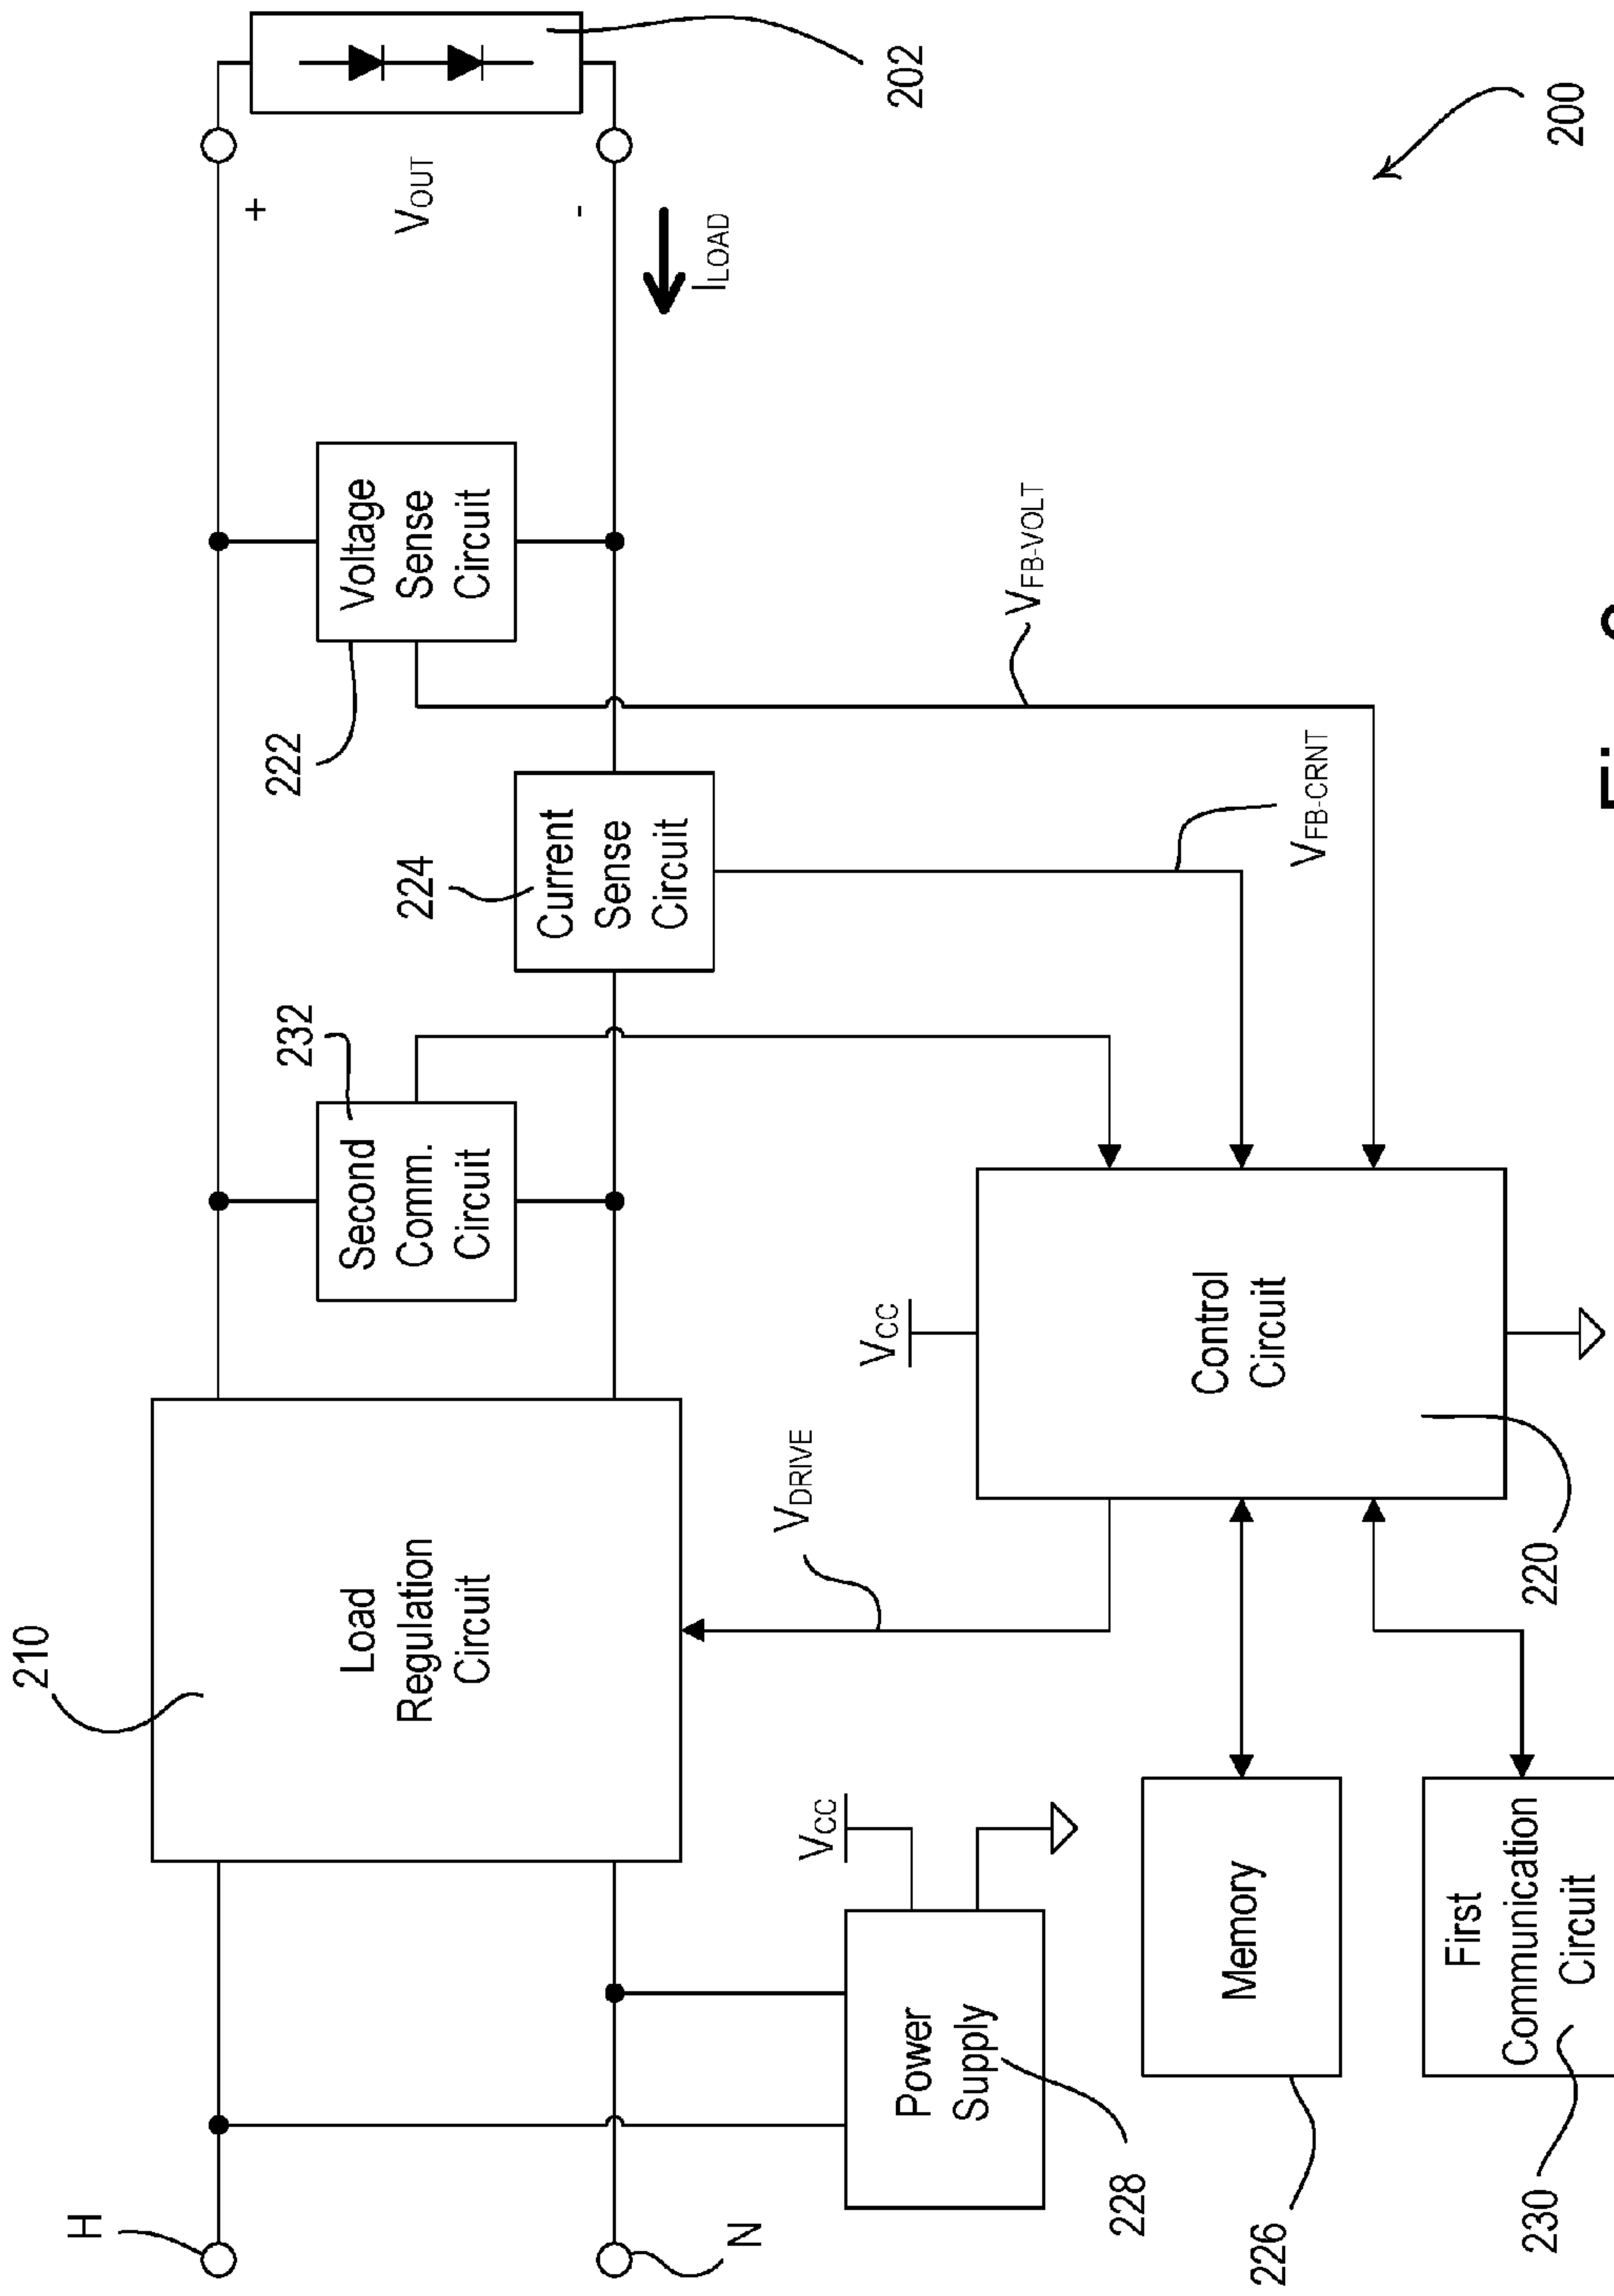 210
H
N
Load
Regulation
Circuit
232
Second
Comm.
Circuit
224
Current
Sense
Circuit
222
Voltage
Sense
Circuit
+
VOUT
-
ILOAD
202
VCC
Power
Supply
228
VDRIVE
VCC
VFB-VOLT
VFB-CRNT
Control
Circuit
220
Memory
226
First
Communication
Circuit
230
200